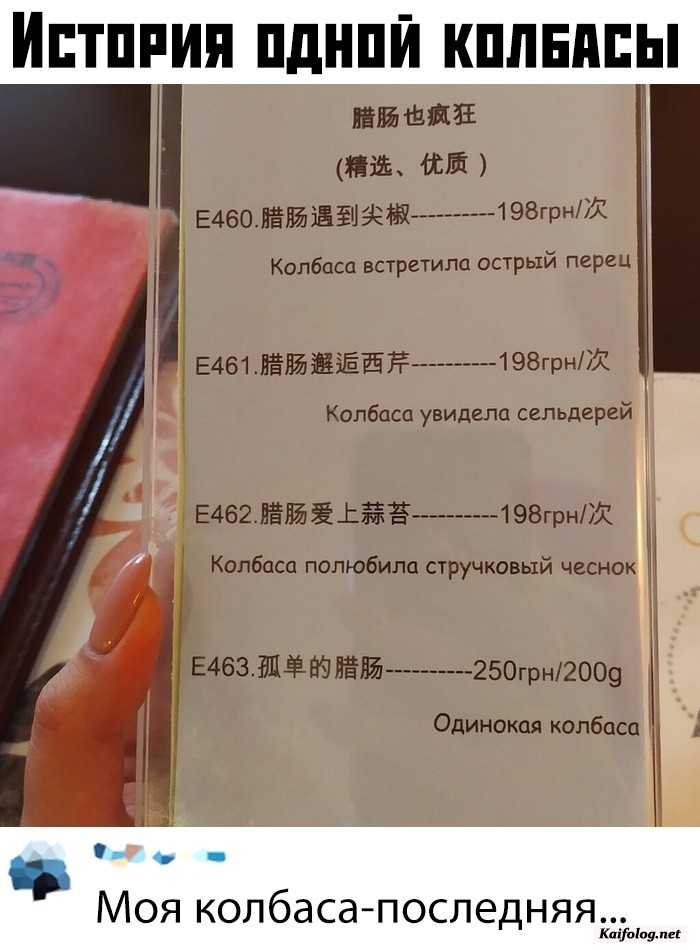 История одной колбасы
腊肠也疯狂
(精选、优质 )
E460.腊肠遇到尖椒----------198грн/次
Колбаса встретила острый перец
E461.腊肠邂逅西芹----------198грн/次
Колбаса увидела сельдерей
E462.腊肠爱上蒜苔----------198грн/次
Колбаса полюбила стручковый чеснок
E463.孤单的腊肠----------250грн/200g
Одинокая колбаса
Моя колбаса-последняя...
Kaifolog.net